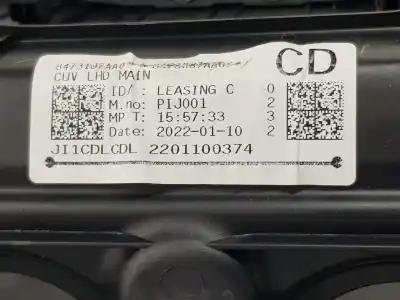 CD
CUV LHD MAIN
ID/: LEASING C 0
M.no: PIJ001 2
MP T: 15:57:33 3
Date: 2022-01-10 2
JI1CDLCDL 2201100374